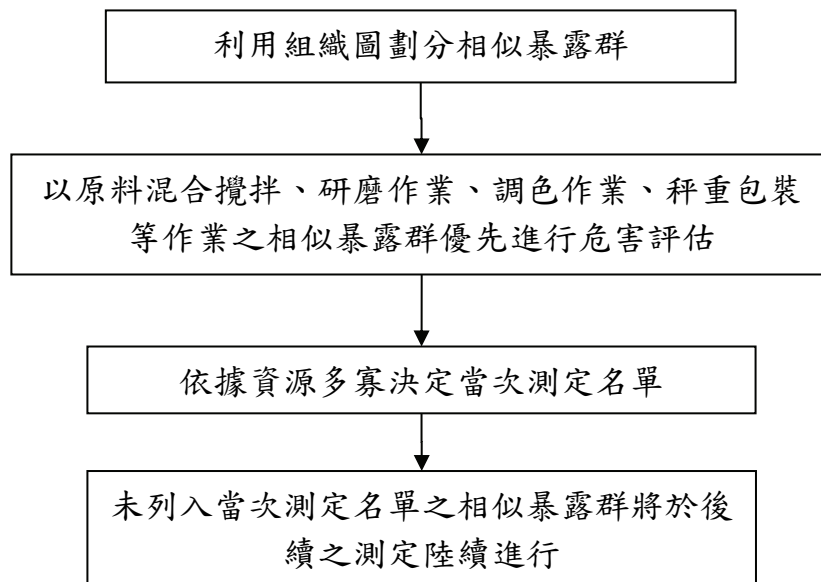 利用組織圖劃分相似暴露群
以原料混合攪拌、研磨作業、調色作業、秤重包裝
等作業之相似暴露群優先進行危害評估
依據資源多寡決定當次測定名單
未列入當次測定名單之相似暴露群將於後
續之測定陸續進行